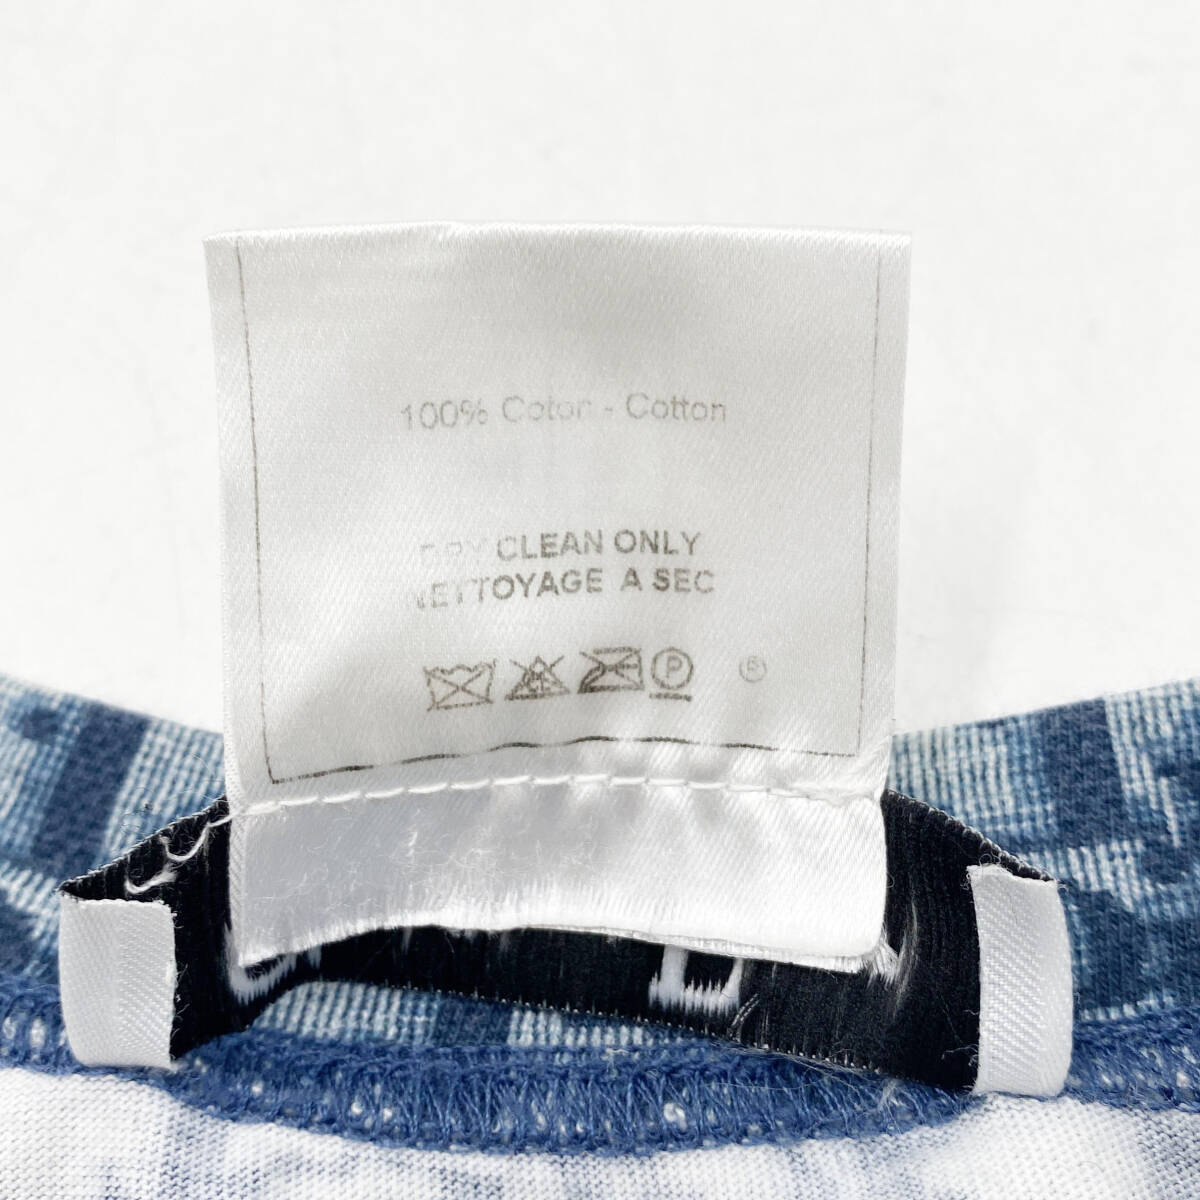 100% Coton - Cotton
DRY CLEAN ONLY
NETTOYAGE A SEC
P